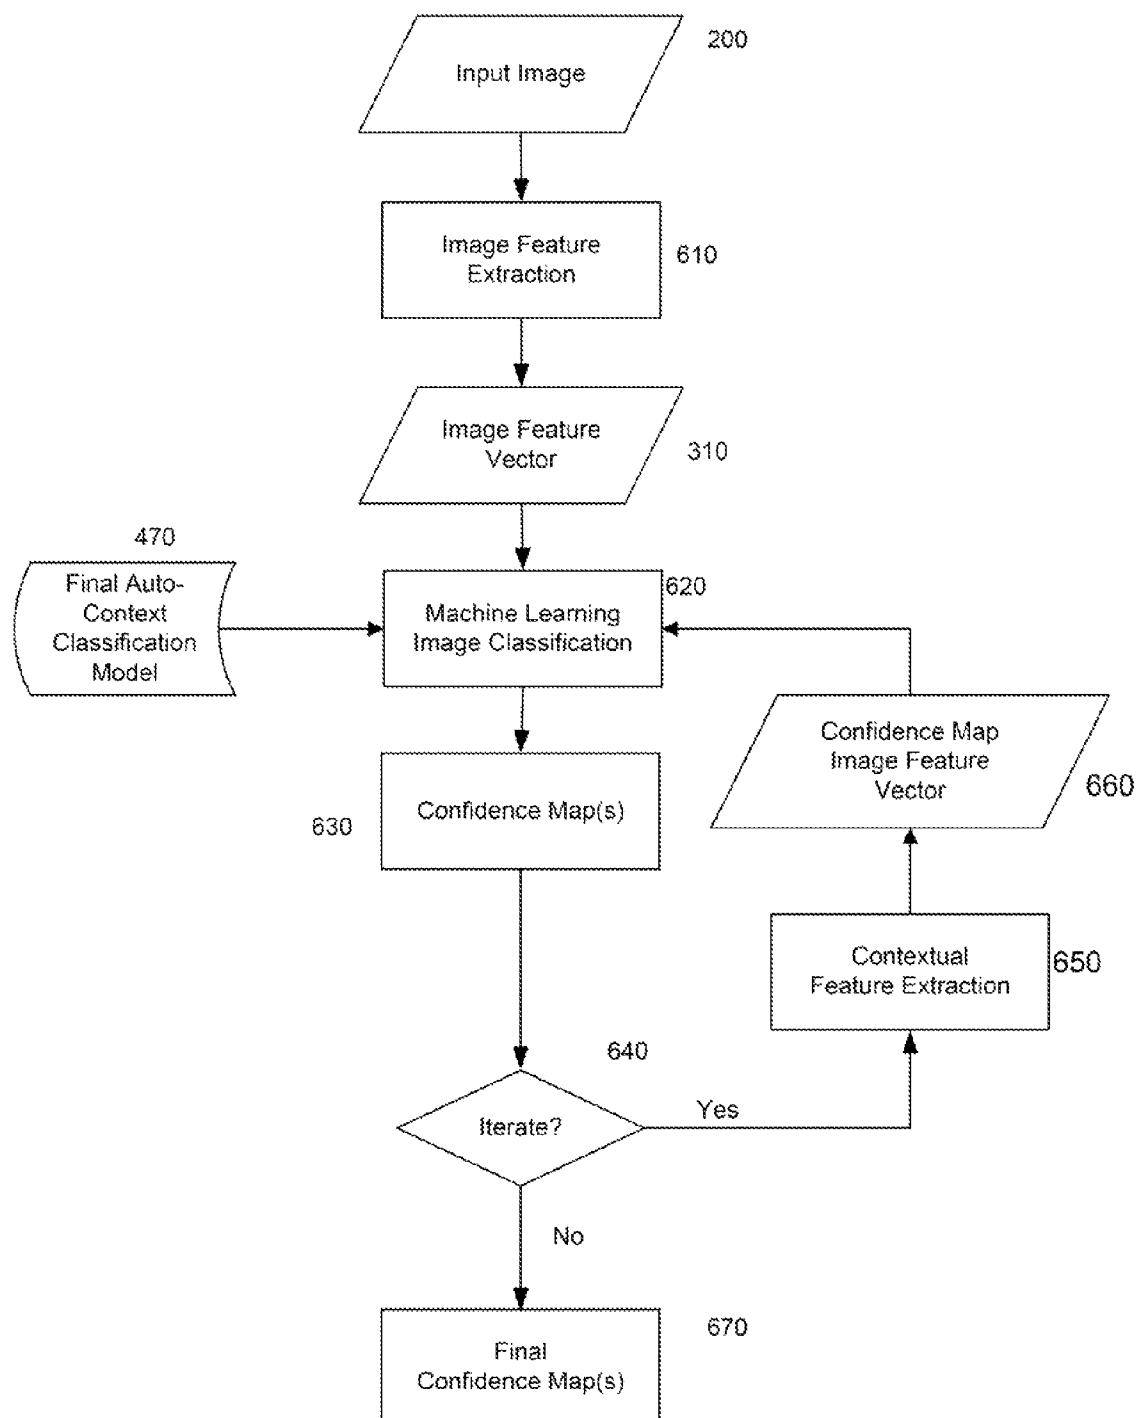 200
Input Image
Image Feature
Extraction
610
Image Feature
Vector
310
470
Final Auto-
Context
Classification
Model
620
Machine Learning
Image Classification
Confidence Map
Image Feature
Vector
660
Confidence Map(s)
630
Contextual
Feature Extraction
650
640
Iterate?
Yes
No
670
Final
Confidence Map(s)